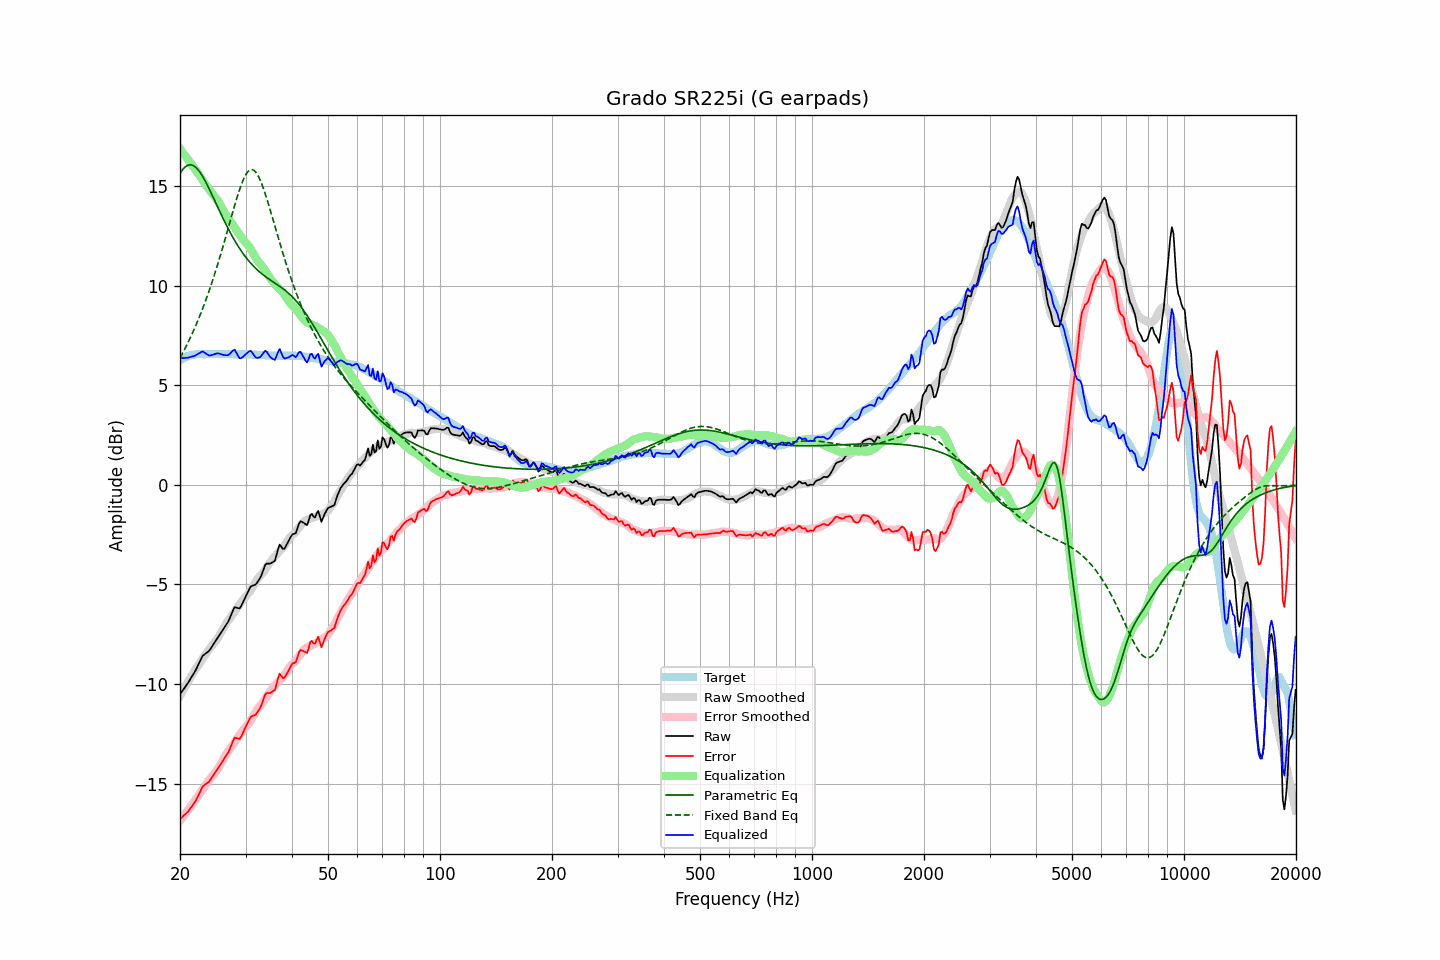 Grado SR225i (G earpads)
Amplitude (dBr)
15
10
5
0
−5
−10
−15
Target
Raw Smoothed
Error Smoothed
Raw
Error
Equalization
Parametric Eq
Fixed Band Eq
Equalized
20 50 100 200 500 1000 2000 5000 10000 20000
Frequency (Hz)